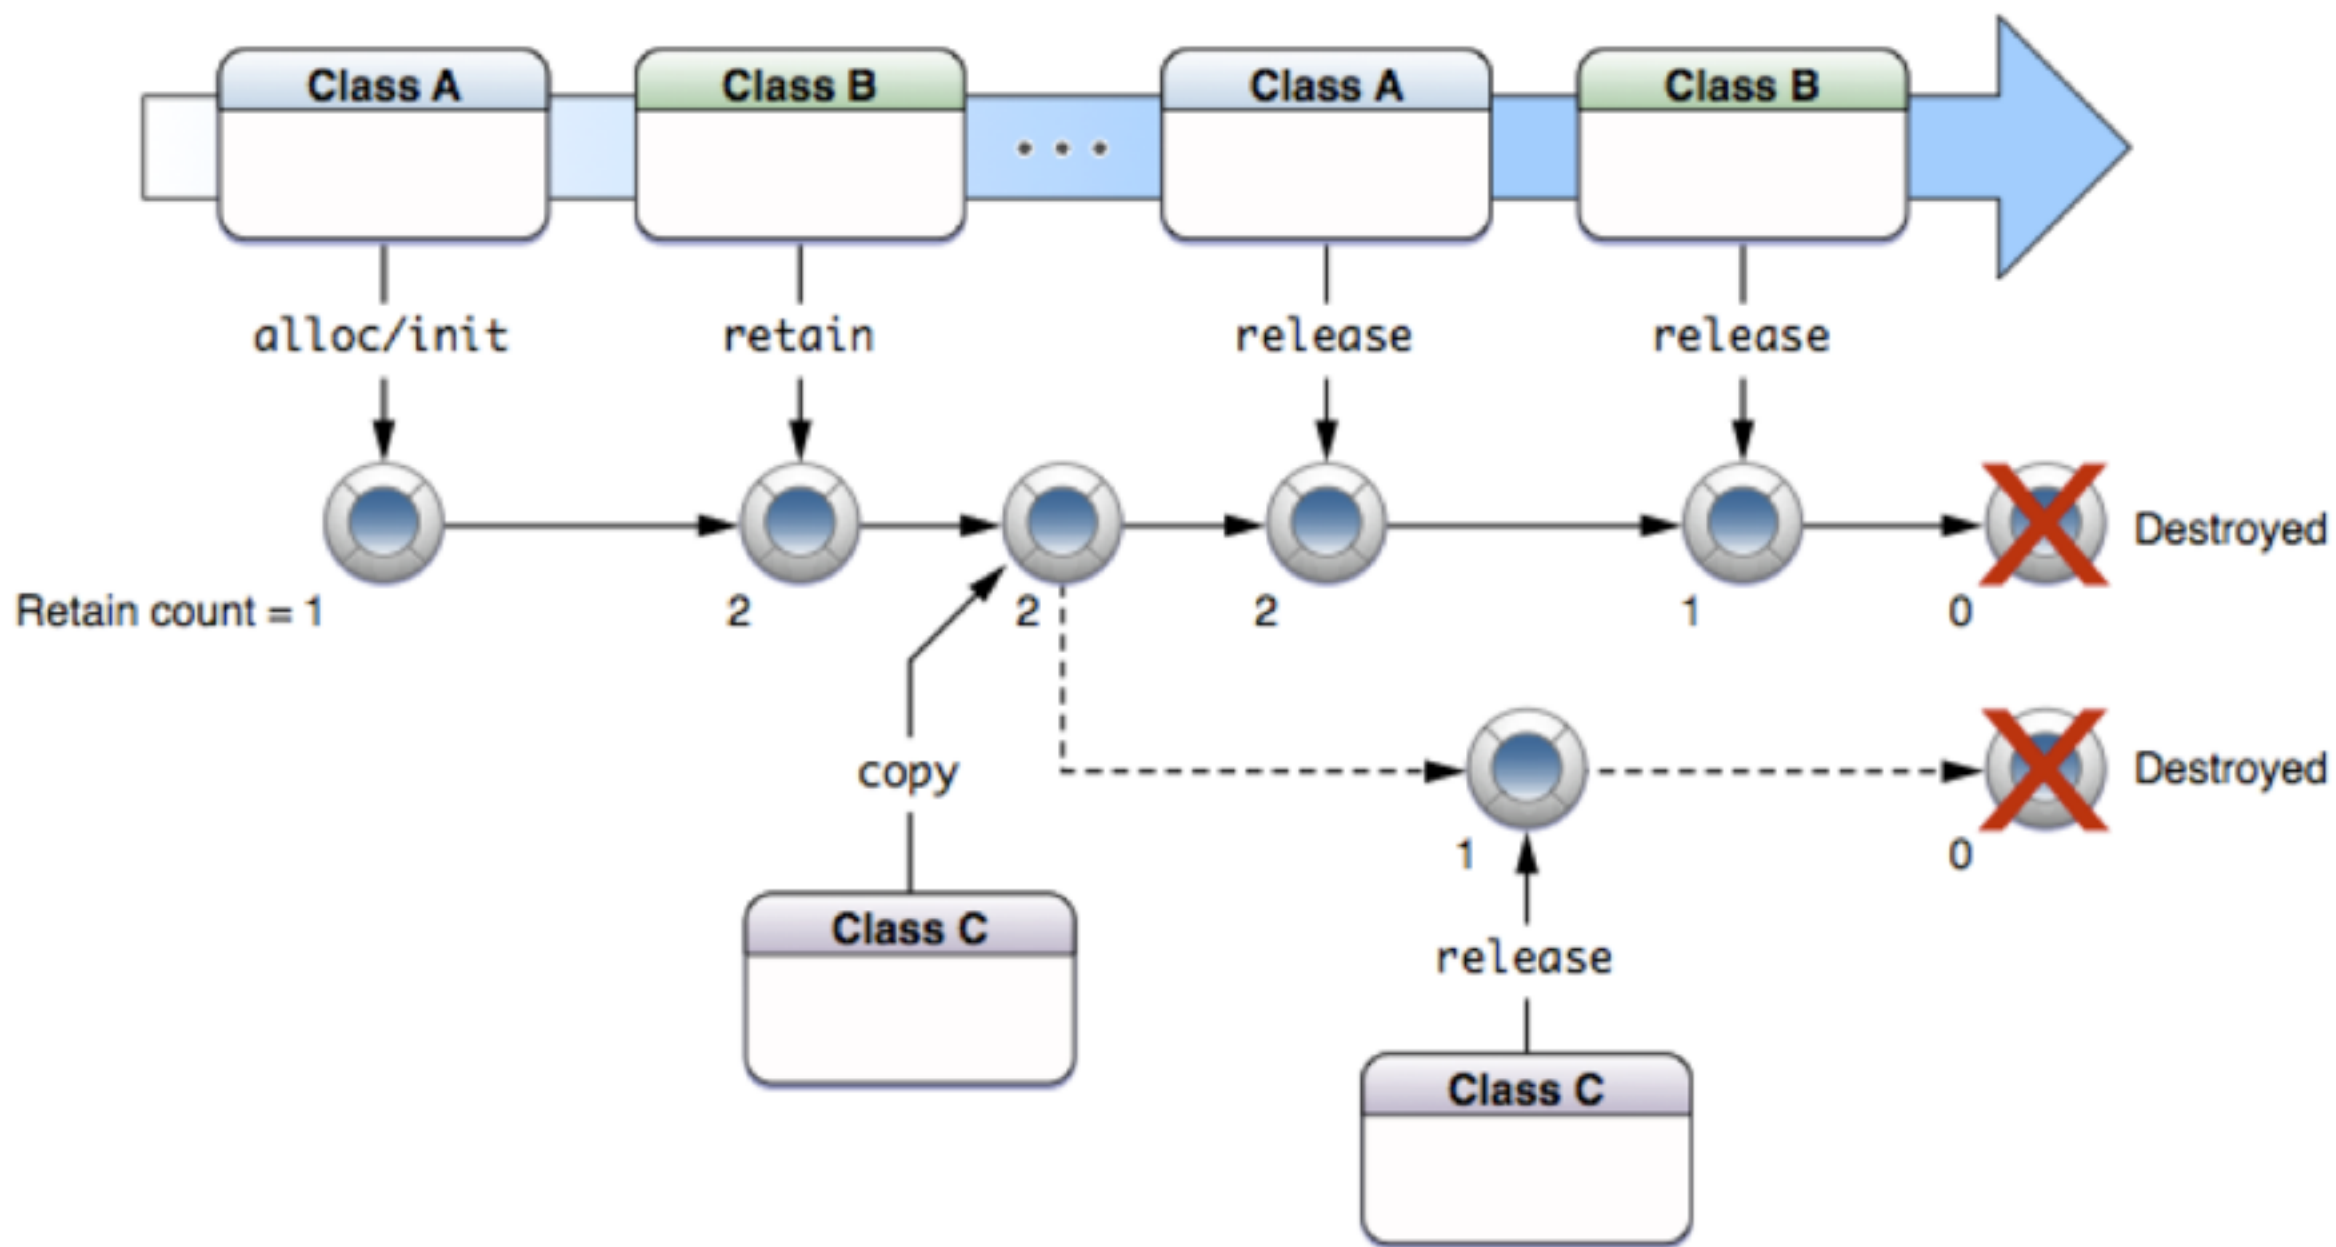 Class A
Class B
Class A
Class B
alloc/init
retain
release
release
Destroyed
Retain count = 1
2
2
2
1
0
copy
Destroyed
1
0
Class C
release
Class C